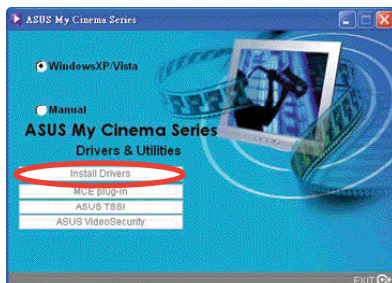 ASUS My Cinema Series
WindowsXP/Vista
Manual
ASUS My Cinema Series
Drivers & Utilities
Install Drivers
MCE plug-in
ASUS TSSI
ASUS VideoSecurity
EXIT